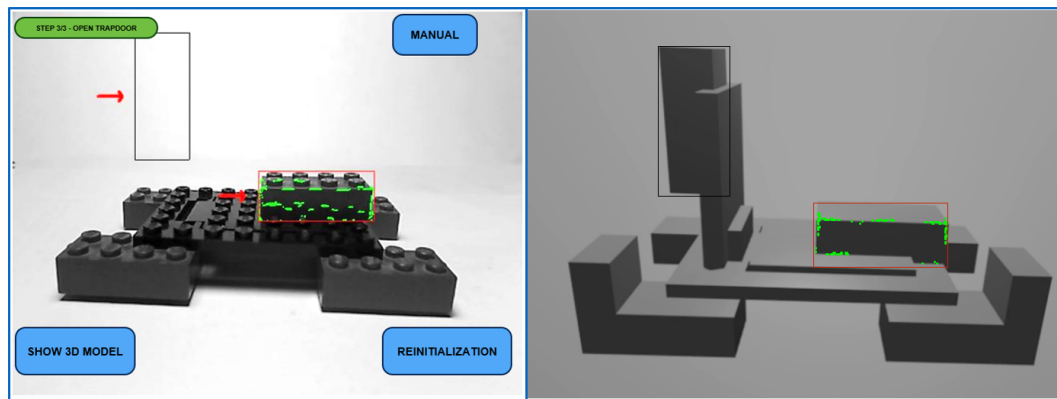 STEP 3/3 - OPEN TRAPDOOR
MANUAL
SHOW 3D MODEL
REINITIALIZATION